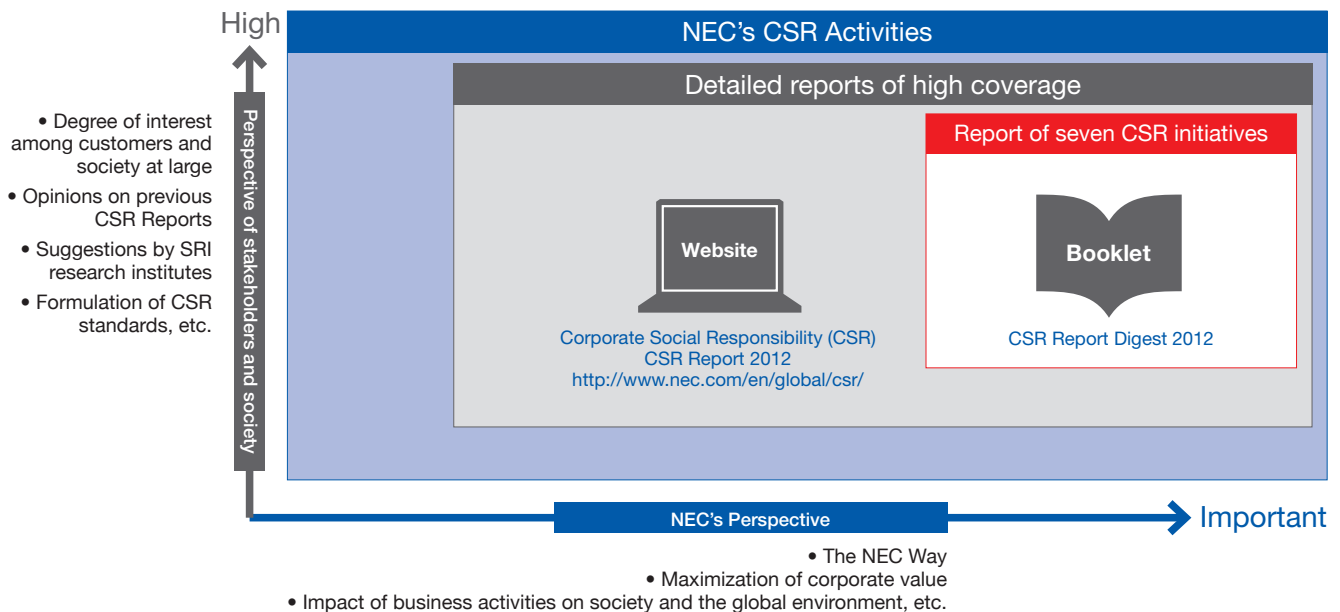 High
NEC's CSR Activities
Detailed reports of high coverage
Report of seven CSR initiatives
Perspective of stakeholders and society
• Degree of interest
among customers and
society at large
• Opinions on previous
CSR Reports
• Suggestions by SRI
research institutes
• Formulation of CSR
standards, etc.
Website
Corporate Social Responsibility (CSR)
CSR Report 2012
http://www.nec.com/en/global/csr/
Booklet
CSR Report Digest 2012
NEC's Perspective
Important
• The NEC Way
• Maximization of corporate value
• Impact of business activities on society and the global environment, etc.